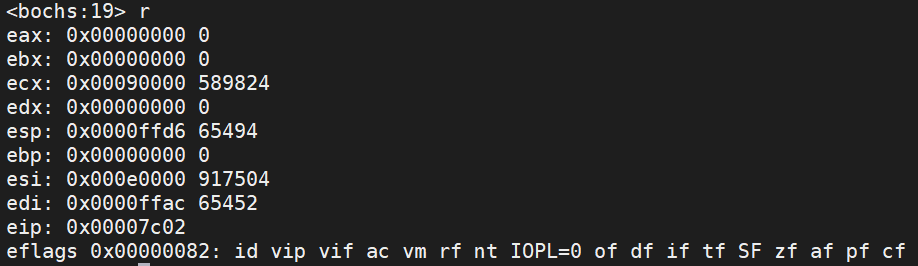 <bochs:19> r
eax: 0x00000000 0
ebx: 0x00000000 0
ecx: 0x00090000 589824
edx: 0x00000000 0
esp: 0x0000ffd6 65494
ebp: 0x00000000 0
esi: 0x000e0000 917504
edi: 0x0000ffac 65452
eip: 0x00007c02
eflags 0x00000082: id vip vif ac vm rf nt IOPL=0 of df if tf SF zf af pf cf